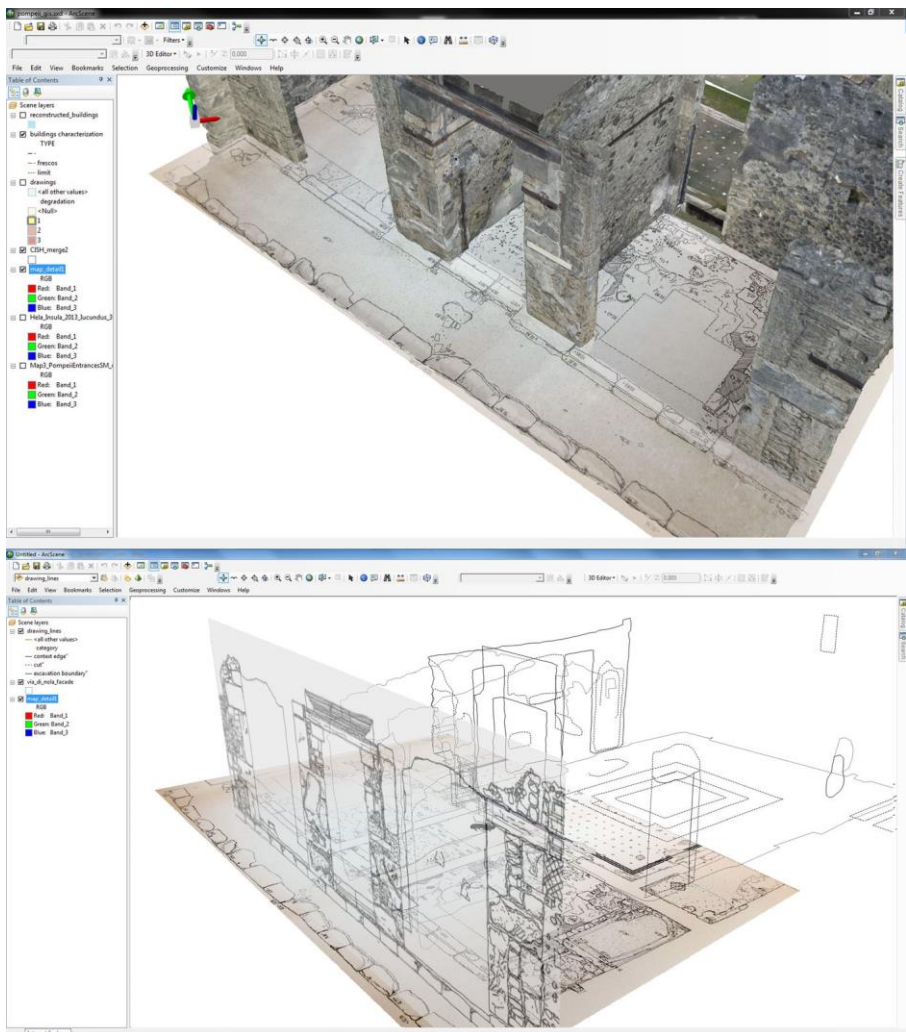 pompeii_gis.sxd - ArcScene
Filters
3D Editor 0.000
File Edit View Bookmarks Selection Geoprocessing Customize Windows Help
Table of Contents
Scene layers
reconstructed_buildings
buildings characterization
TYPE
frescos
limit
drawings
<all other values>
degradation
<Null>
1
2
3
CISH_merge2
map_detail1
RGB
Red: Band_1
Green: Band_2
Blue: Band_3
Hela_Insula_2013_Iucundus_3
RGB
Red: Band_1
Green: Band_2
Blue: Band_3
Map3_PompeiiEntrancesSM_
RGB
Red: Band_1
Green: Band_2
Blue: Band_3
Catalog
Search
Create Features
Untitled - ArcScene
drawing_lines
3D Editor 0.000
File Edit View Bookmarks Selection Geoprocessing Customize Windows Help
Table of Contents
Scene layers
drawing_lines
<all other values>
category
context edge"
cut"
excavation boundary"
via_di_nola_facade
map_detail1
RGB
Red: Band_1
Green: Band_2
Blue: Band_3
Catalog
Search